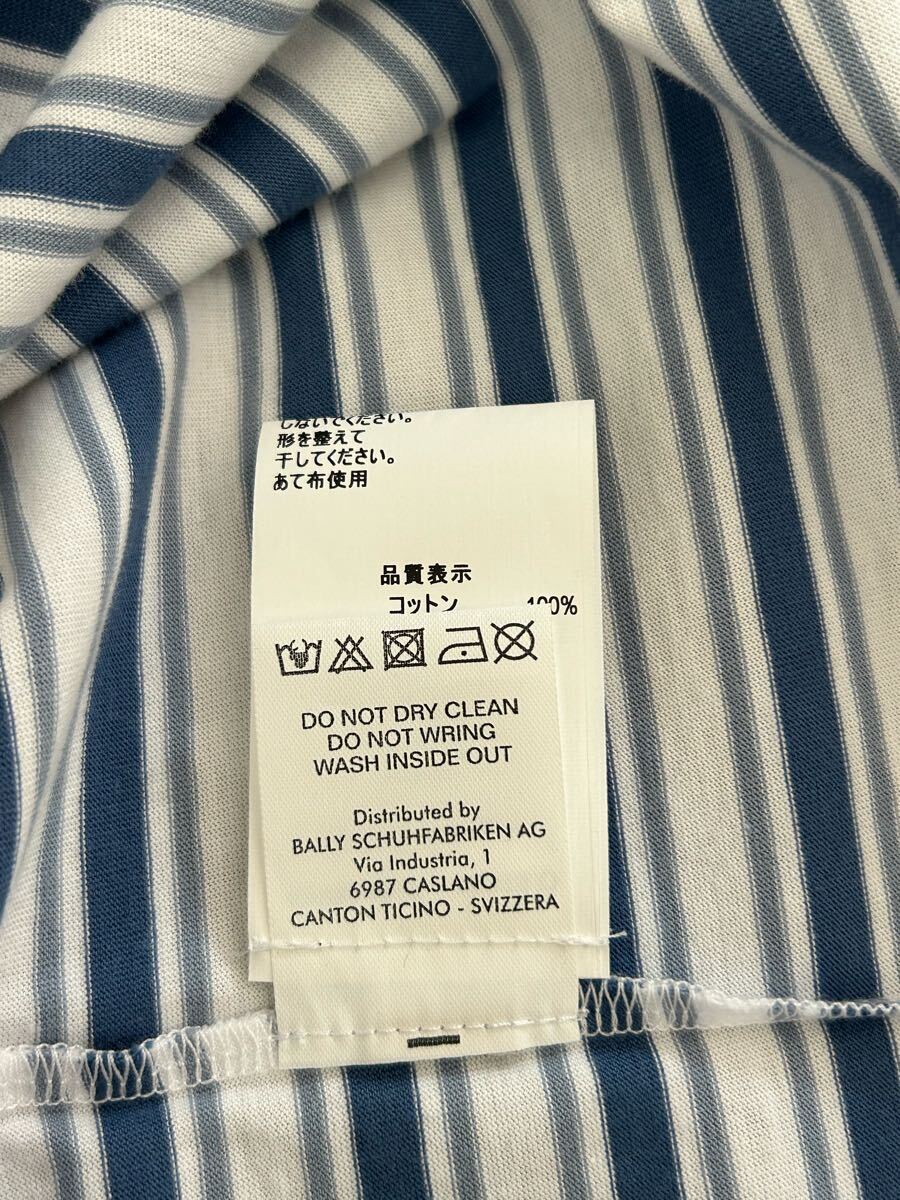 しないでください。
形を整えて
干してください。
あて布使用
品質表示
コットン 100%
DO NOT DRY CLEAN
DO NOT WRING
WASH INSIDE OUT
Distributed by
BALLY SCHUHFABRIKEN AG
Via Industria, 1
6987 CASLANO
CANTON TICINO - SVIZZERA